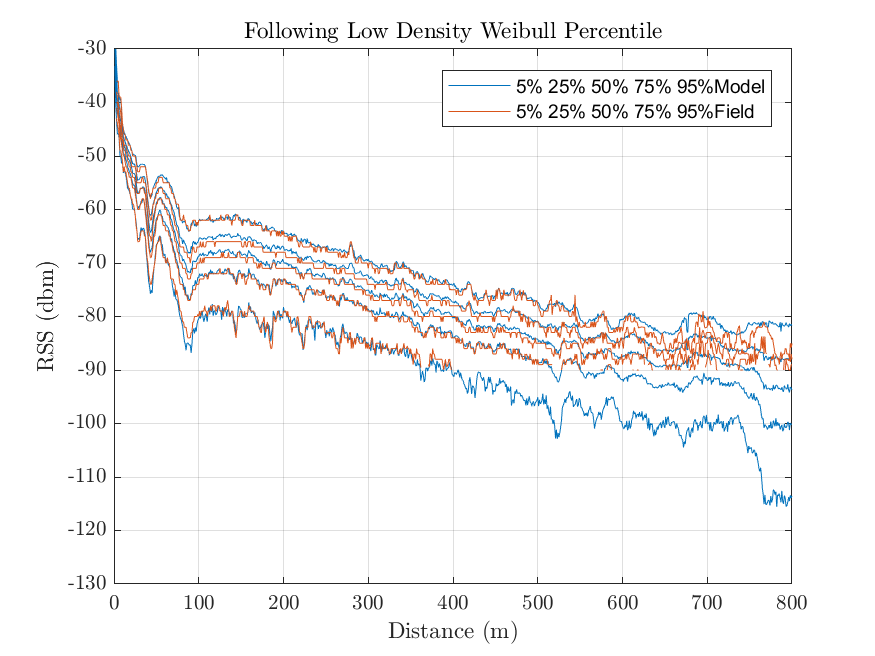 Following Low Density Weibull Percentile
5% 25% 50% 75% 95%Model
5% 25% 50% 75% 95%Field
RSS (dbm)
-30
-40
-50
-60
-70
-80
-90
-100
-110
-120
-130
0 100 200 300 400 500 600 700 800
Distance (m)